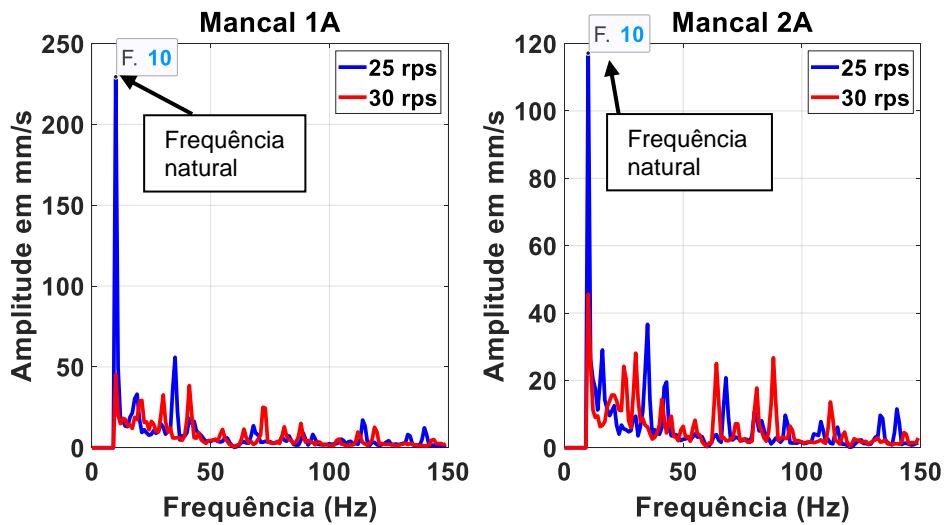 Mancal 1A
F. 10
25 rps
30 rps
Frequência
natural
250
200
150
100
50
0
Amplitude em mm/s
0 50 100 150
Frequência (Hz)
Mancal 2A
F. 10
25 rps
30 rps
Frequência
natural
120
100
80
60
40
20
0
Amplitude em mm/s
0 50 100 150
Frequência (Hz)